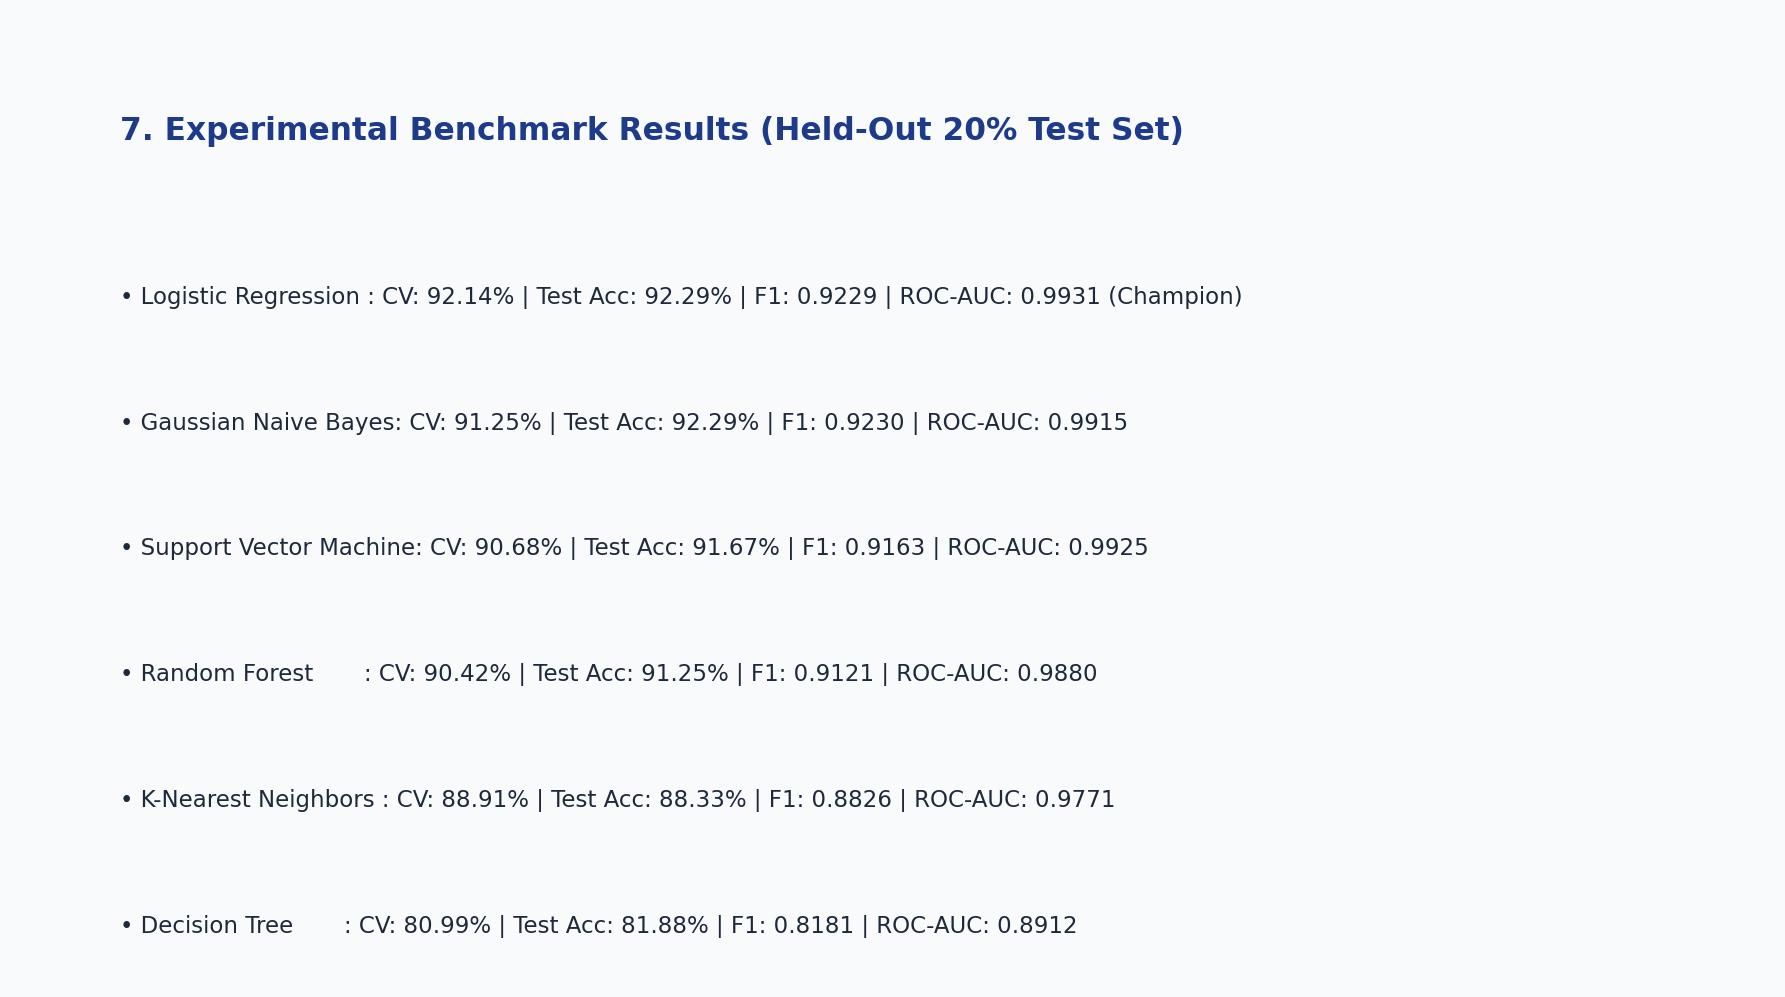 7. Experimental Benchmark Results (Held-Out 20% Test Set)
• Logistic Regression : CV: 92.14% | Test Acc: 92.29% | F1: 0.9229 | ROC-AUC: 0.9931 (Champion)
• Gaussian Naive Bayes: CV: 91.25% | Test Acc: 92.29% | F1: 0.9230 | ROC-AUC: 0.9915
• Support Vector Machine: CV: 90.68% | Test Acc: 91.67% | F1: 0.9163 | ROC-AUC: 0.9925
• Random Forest       : CV: 90.42% | Test Acc: 91.25% | F1: 0.9121 | ROC-AUC: 0.9880
• K-Nearest Neighbors : CV: 88.91% | Test Acc: 88.33% | F1: 0.8826 | ROC-AUC: 0.9771
• Decision Tree       : CV: 80.99% | Test Acc: 81.88% | F1: 0.8181 | ROC-AUC: 0.8912